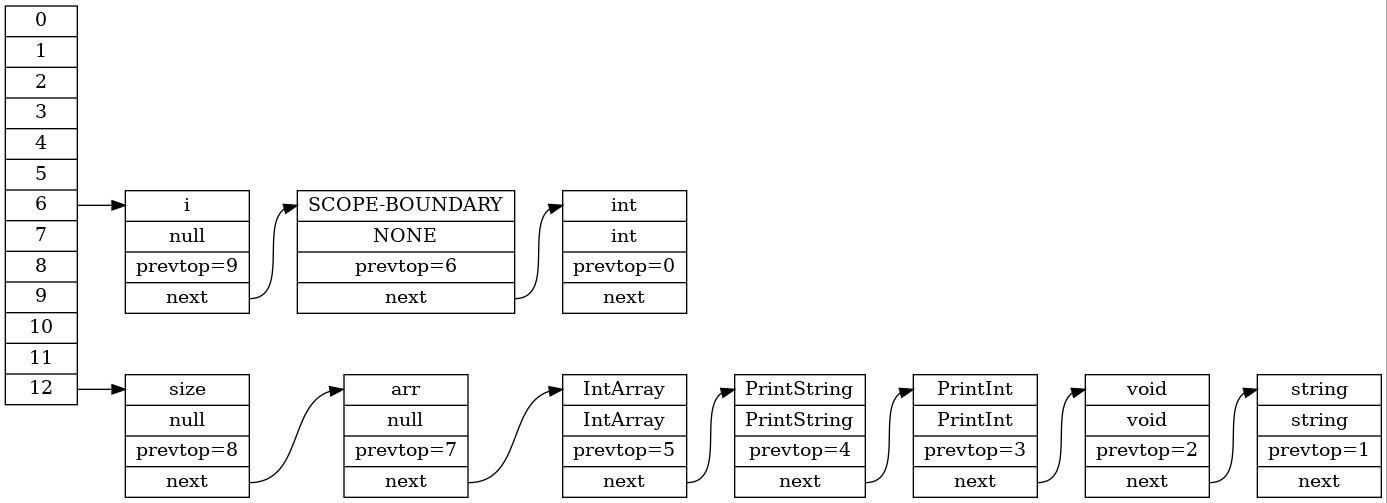 0
1
2
3
4
5
6
7
8
9
10
11
12
i
null
prevtop=9
next
SCOPE-BOUNDARY
NONE
prevtop=6
next
int
int
prevtop=0
next
size
null
prevtop=8
next
arr
null
prevtop=7
next
IntArray
IntArray
prevtop=5
next
PrintString
PrintString
prevtop=4
next
PrintInt
PrintInt
prevtop=3
next
void
void
prevtop=2
next
string
string
prevtop=1
next